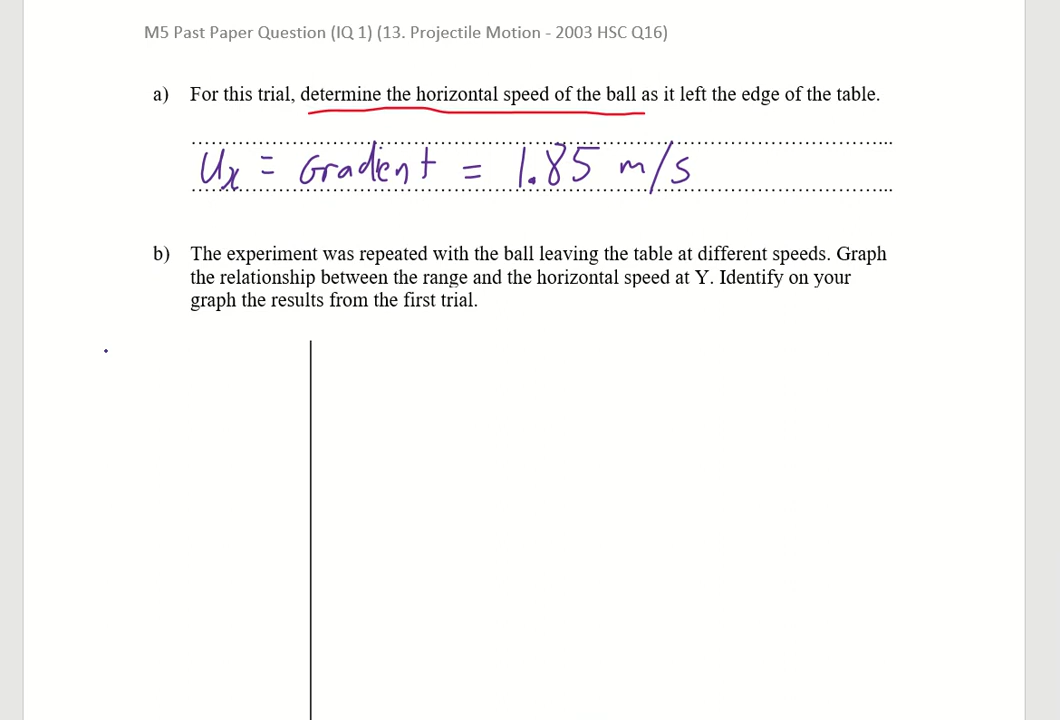 M5 Past Paper Question (IQ 1) (13. Projectile Motion - 2003 HSC Q16)
a) For this trial, determine the horizontal speed of the ball as it left the edge of the table.
Ux = Gradient = 1.85 m/s
b) The experiment was repeated with the ball leaving the table at different speeds. Graph
the relationship between the range and the horizontal speed at Y. Identify on your
graph the results from the first trial.